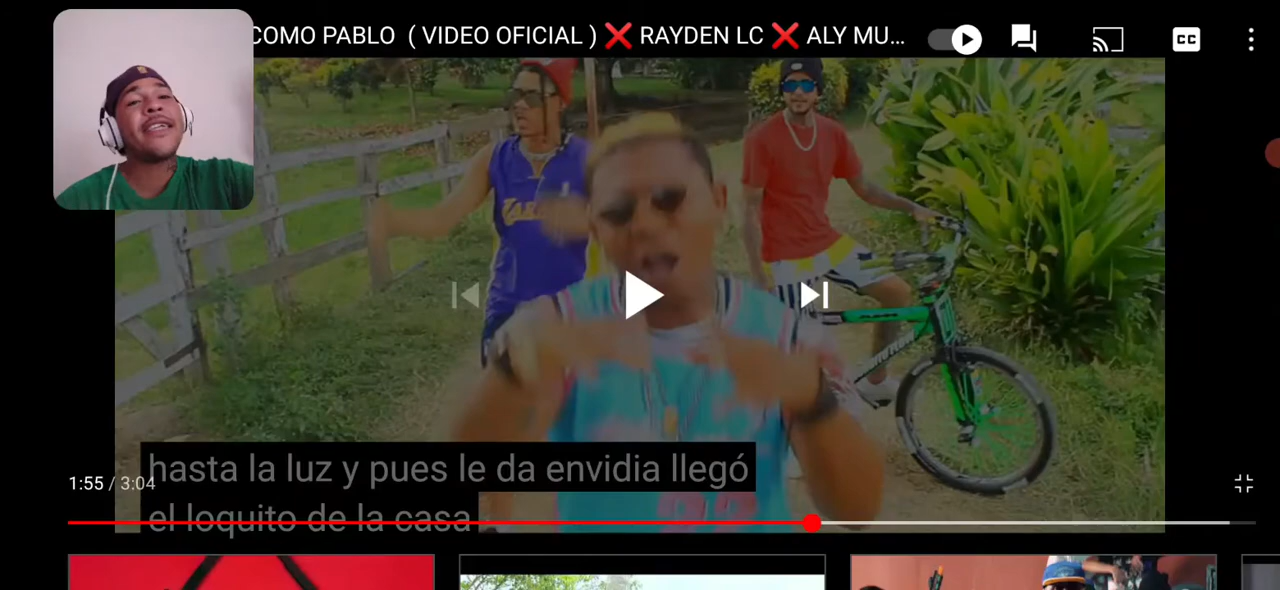 COMO PABLO ( VIDEO OFICIAL ) ❌ RAYDEN LC ❌ ALY MU...
CC
hasta la luz y pues le da envidia llegó
1:55 / 3:04
el loquito de la casa